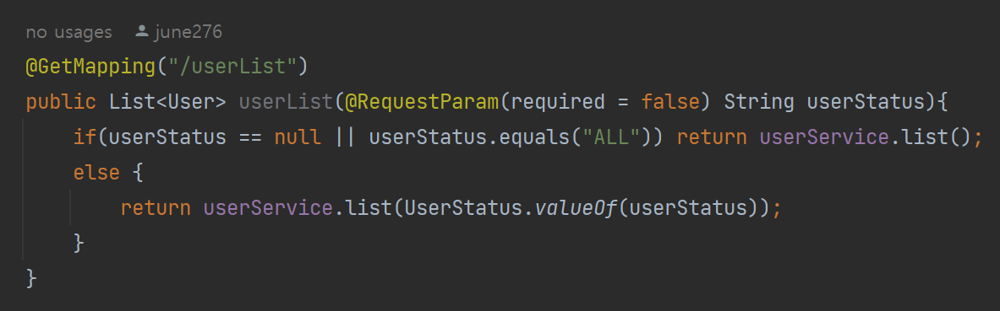 no usages june276
@GetMapping("/userList")
public List<User> userList(@RequestParam(required = false) String userStatus){
if(userStatus == null || userStatus.equals("ALL")) return userService.list();
else {
return userService.list(UserStatus.valueOf(userStatus));
}
}